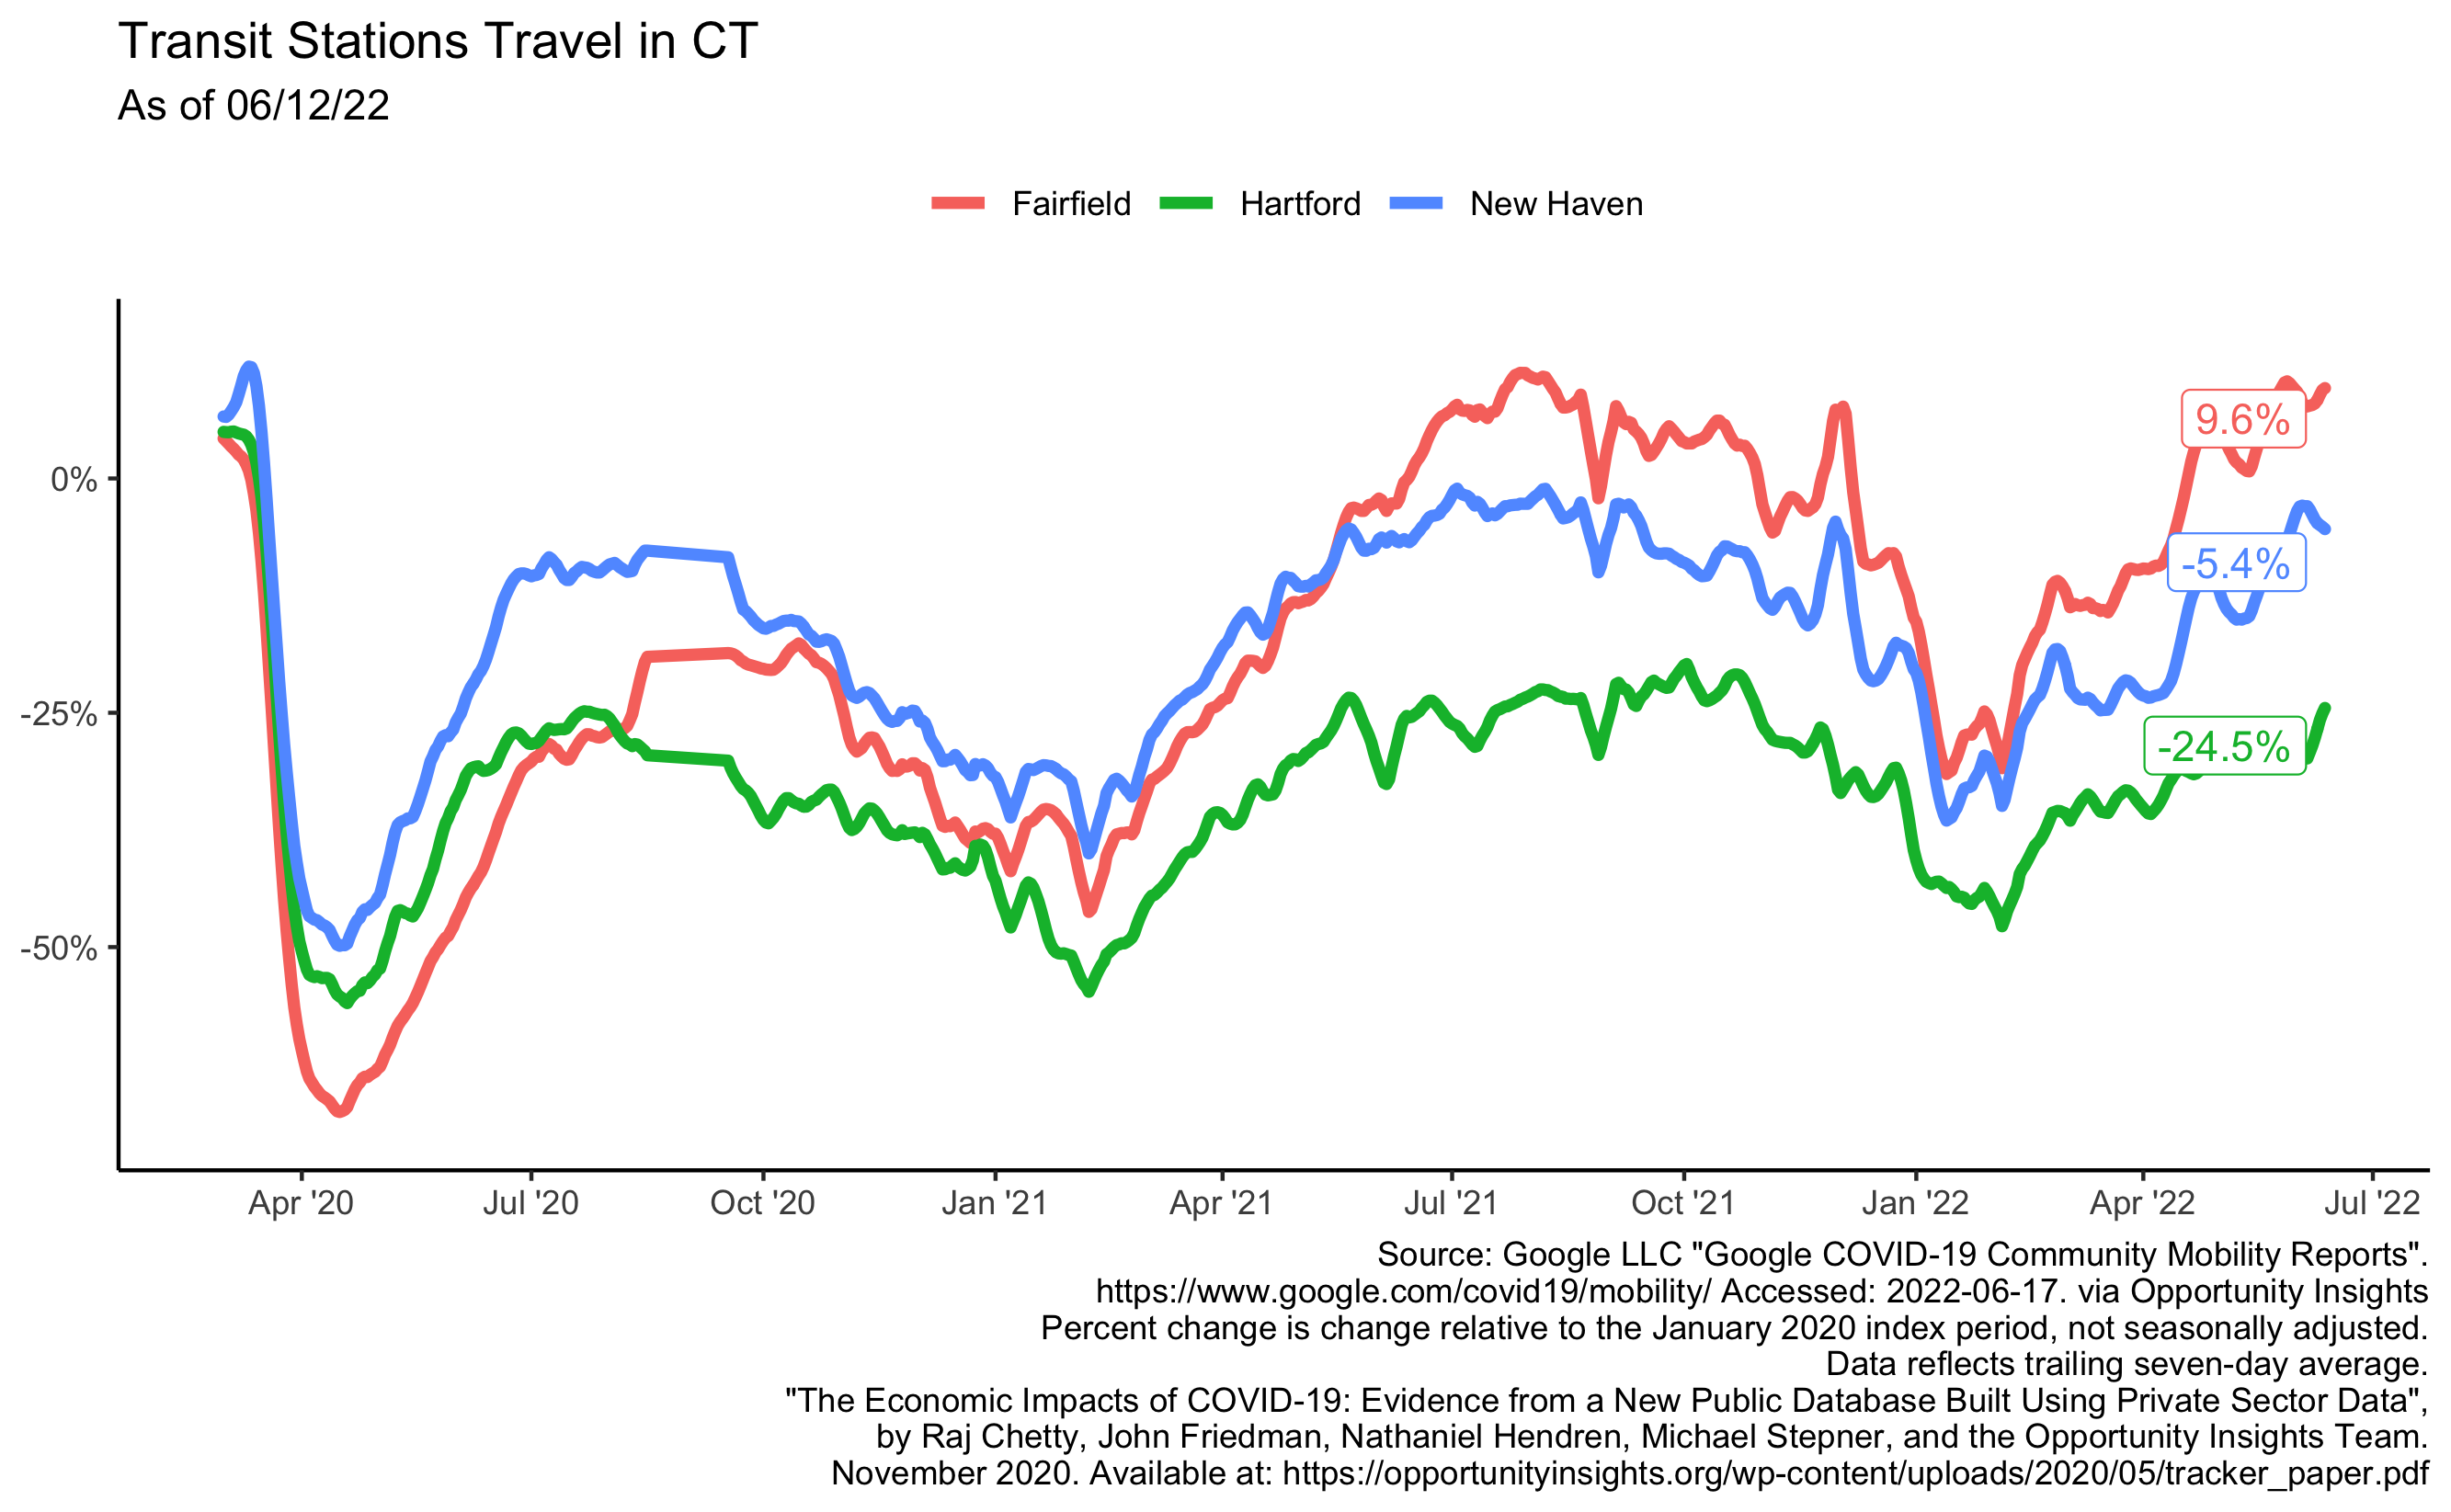 Transit Stations Travel in CT
As of 06/12/22
Fairfield Hartford New Haven
0%
-25%
-50%
9.6%
-5.4%
-24.5%
Apr '20 Jul '20 Oct '20 Jan '21 Apr '21 Jul '21 Oct '21 Jan '22 Apr '22 Jul '22
Source: Google LLC "Google COVID-19 Community Mobility Reports".
https://www.google.com/covid19/mobility/ Accessed: 2022-06-17. via Opportunity Insights
Percent change is change relative to the January 2020 index period, not seasonally adjusted.
Data reflects trailing seven-day average.
"The Economic Impacts of COVID-19: Evidence from a New Public Database Built Using Private Sector Data",
by Raj Chetty, John Friedman, Nathaniel Hendren, Michael Stepner, and the Opportunity Insights Team.
November 2020. Available at: https://opportunityinsights.org/wp-content/uploads/2020/05/tracker_paper.pdf